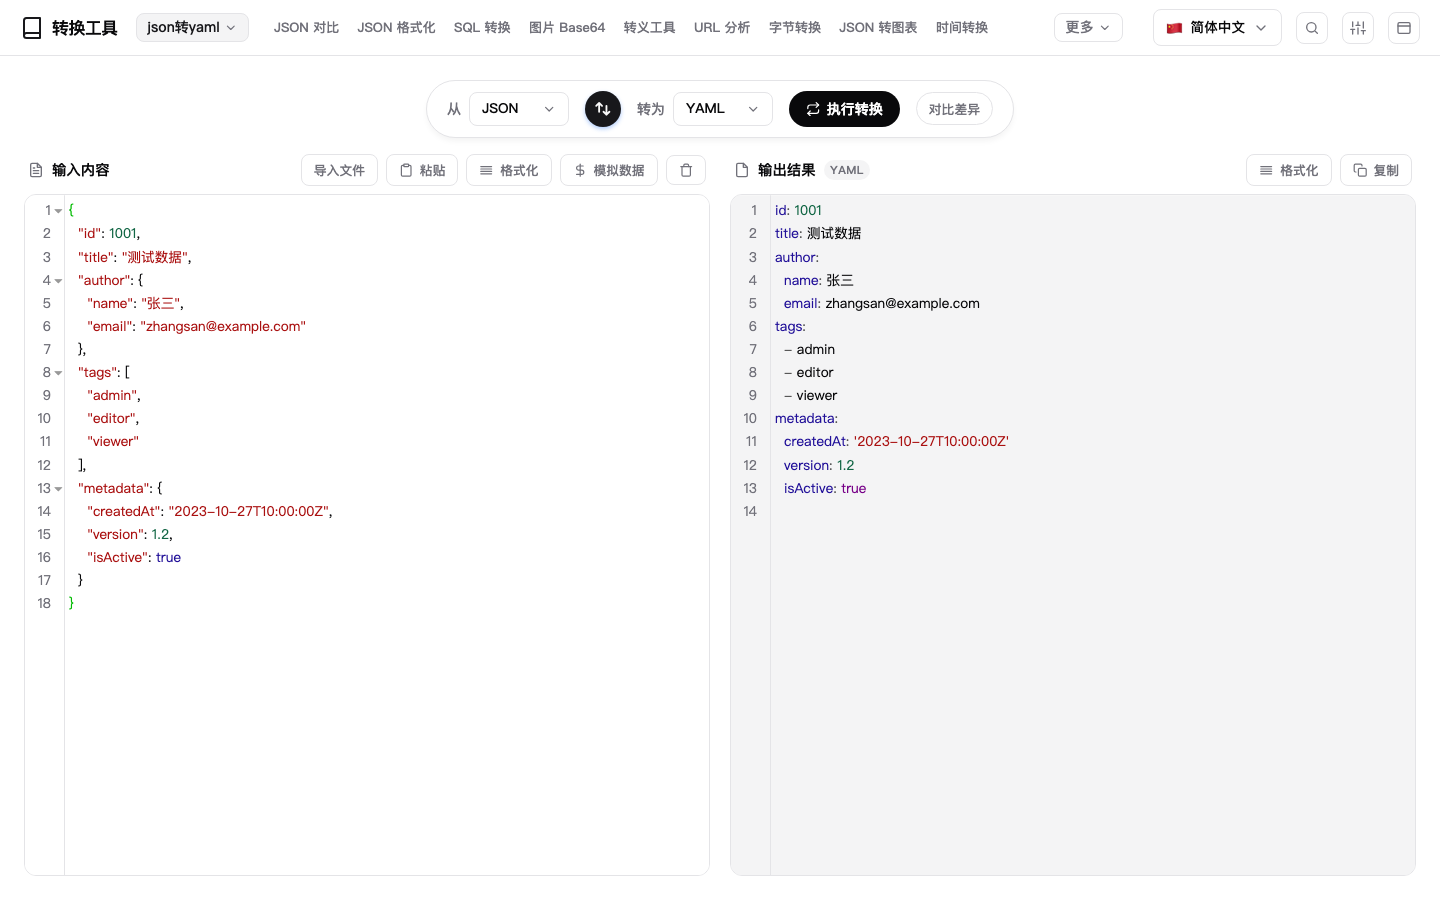 转换工具 json转yaml JSON 对比 JSON 格式化 SQL 转换 图片 Base64 转义工具 URL 分析 字节转换 JSON 转图表 时间转换 更多 简体中文
从 JSON 转为 YAML 执行转换 对比差异
输入内容 导入文件 粘贴 格式化 模拟数据
1 {
2 "id": 1001,
3 "title": "测试数据",
4 "author": {
5 "name": "张三",
6 "email": "zhangsan@example.com"
7 },
8 "tags": [
9 "admin",
10 "editor",
11 "viewer"
12 ],
13 "metadata": {
14 "createdAt": "2023-10-27T10:00:00Z",
15 "version": 1.2,
16 "isActive": true
17 }
18 }
输出结果 YAML 格式化 复制
1 id: 1001
2 title: 测试数据
3 author:
4 name: 张三
5 email: zhangsan@example.com
6 tags:
7 - admin
8 - editor
9 - viewer
10 metadata:
11 createdAt: '2023-10-27T10:00:00Z'
12 version: 1.2
13 isActive: true
14